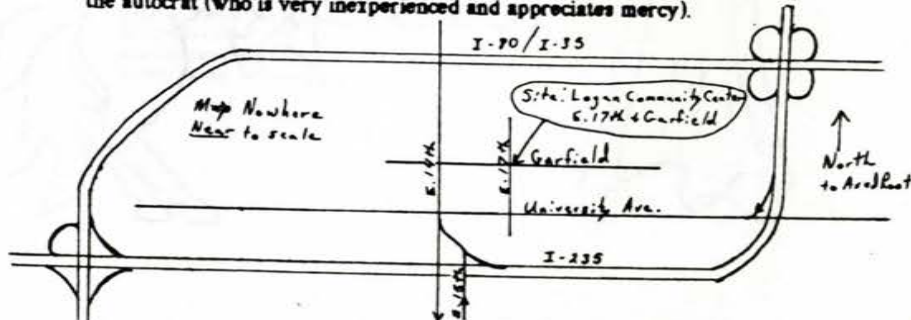 the autocrat (who is very inexperienced and appreciates mercy).
I-80/I-35
Map Nowhere
Near to scale
Site: Logan Community Center
E.17th & Garfield
E.14th
E.17th
Garfield
North
to Axed Root
University Ave.
I-235
E.15th